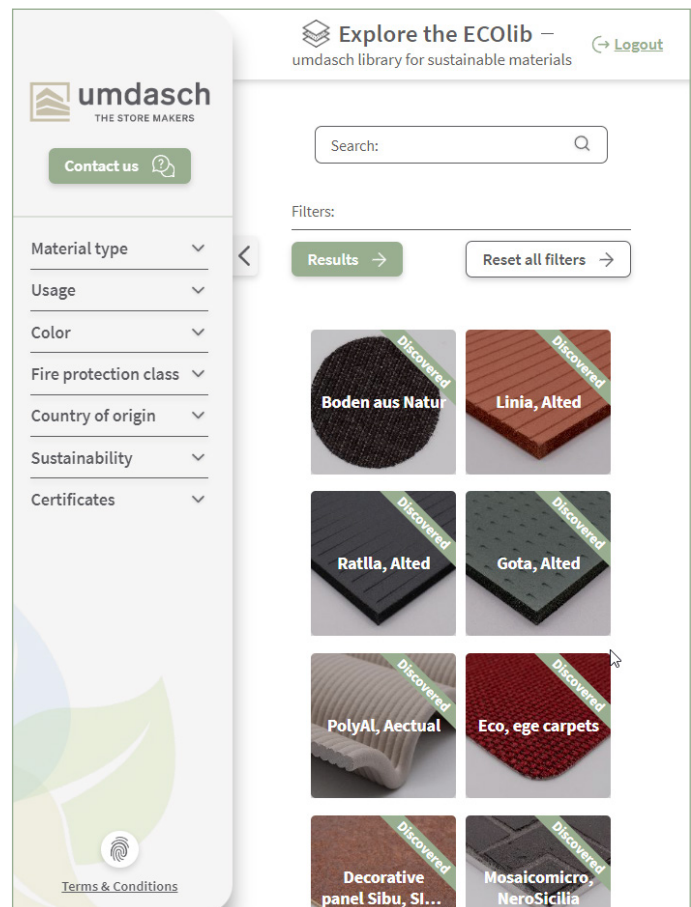 Explore the ECOlib –
umdasch library for sustainable materials
Logout
umdasch
THE STORE MAKERS
Contact us
Search:
Filters:
Results
Reset all filters
Material type
Usage
Color
Fire protection class
Country of origin
Sustainability
Certificates
Discovered
Boden aus Natur
Discovered
Linia, Alted
Discovered
Ratlla, Alted
Discovered
Gota, Alted
Discovered
PolyAl, Aectual
Discovered
Eco, ege carpets
Discovered
Decorative
panel Sibu, SI...
Discovered
Mosaicomicro,
NeroSicilia
Terms & Conditions